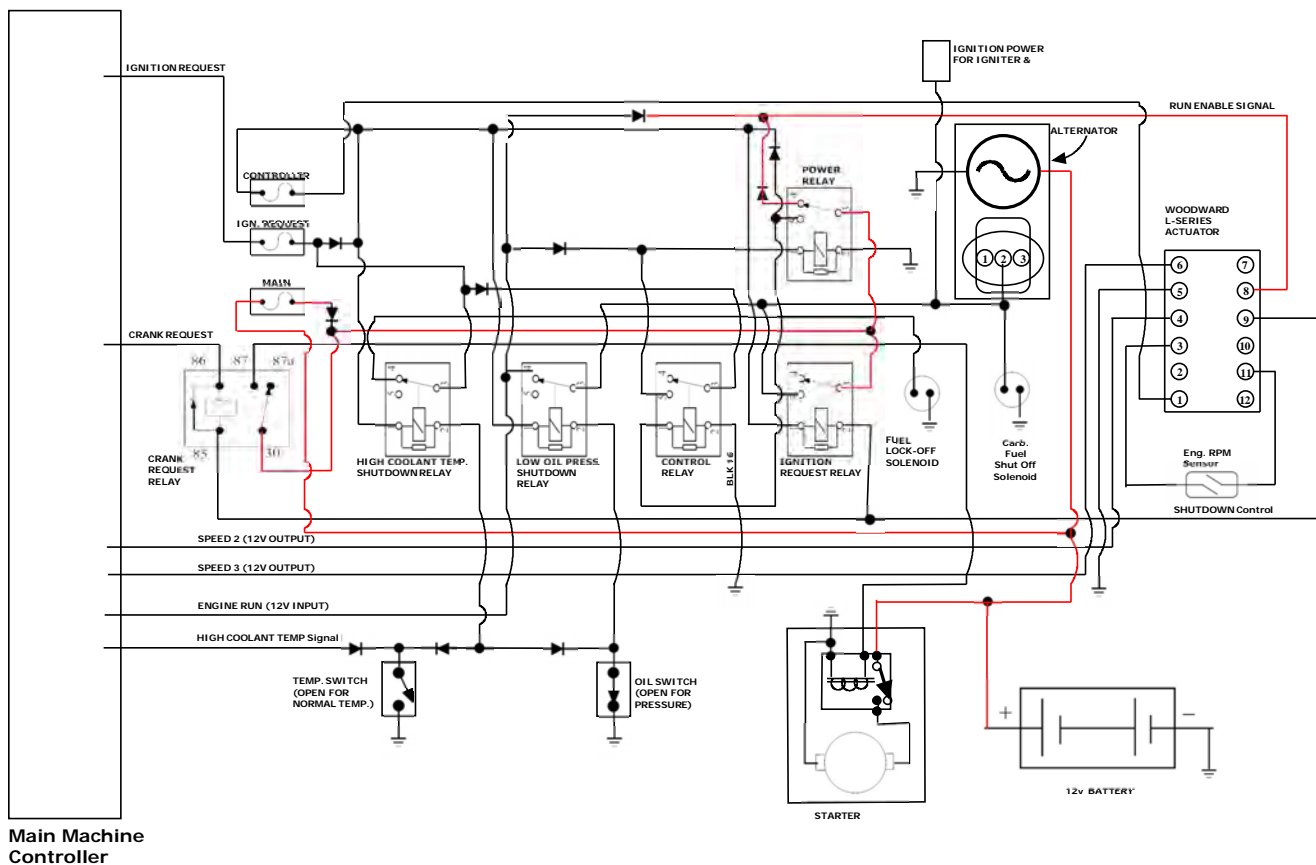 IGNITION POWER
FOR IGNITER &
IGNITION REQUEST
RUN ENABLE SIGNAL
ALTERNATOR
CONTROLLER
POWER
RELAY
IGN. REQUEST
WOODWARD
L-SERIES
ACTUATOR
1 2 3
6 7
5 8
4 9
3 10
2 11
1 12
MAIN
CRANK REQUEST
86 87 87a
85 30
CRANK
REQUEST
RELAY
HIGH COOLANT TEMP.
SHUTDOWN RELAY
LOW OIL PRESS.
SHUTDOWN
RELAY
CONTROL
RELAY
BLK 16
IGNITION
REQUEST RELAY
FUEL
LOCK-OFF
SOLENOID
Carb.
Fuel
Shut Off
Solenoid
Eng. RPM
Sensor
SHUTDOWN Control
SPEED 2 (12V OUTPUT)
SPEED 3 (12V OUTPUT)
ENGINE RUN (12V INPUT)
HIGH COOLANT TEMP Signal
TEMP. SWITCH
(OPEN FOR
NORMAL TEMP.)
OIL SWITCH
(OPEN FOR
PRESSURE)
+ −
12v BATTERY
STARTER
Main Machine
Controller